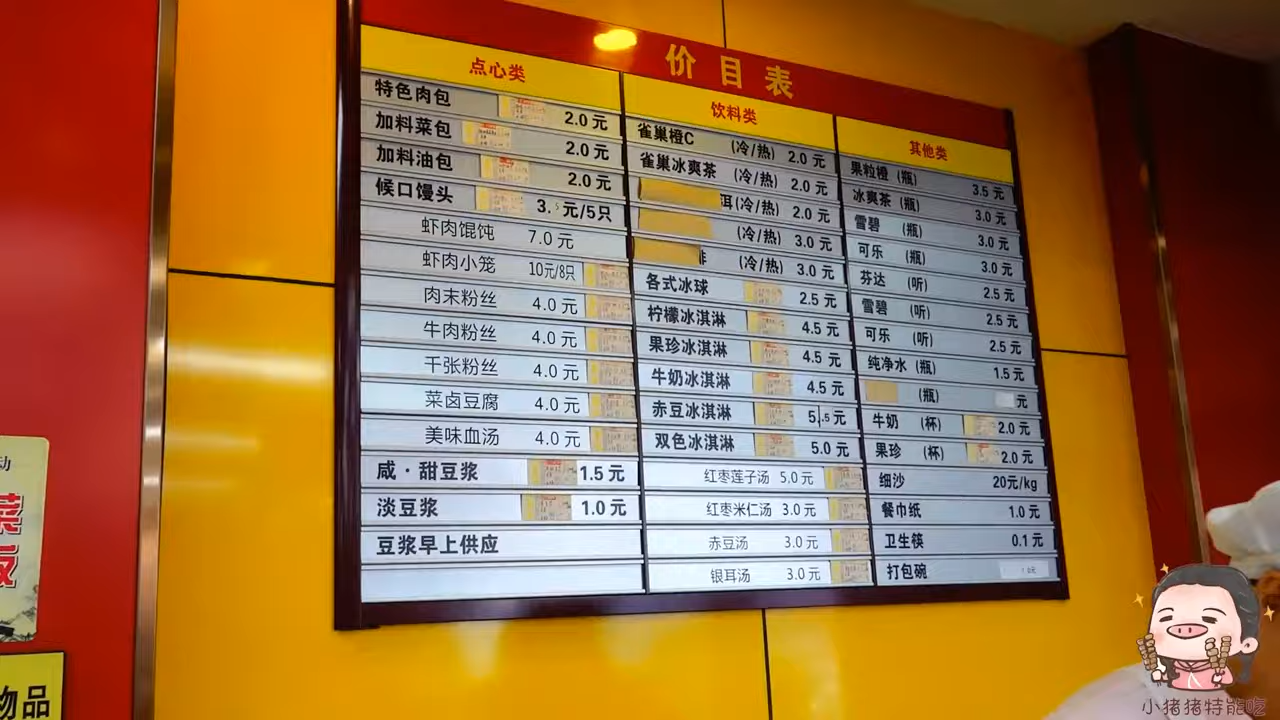 价目表
点心类
特色肉包 2.0元
加料菜包 2.0元
加料油包 2.0元
候口馒头 3.5元/5只
虾肉馄饨 7.0元
虾肉小笼 10元/8只
肉末粉丝 4.0元
牛肉粉丝 4.0元
干张粉丝 4.0元
菜卤豆腐 4.0元
美味血汤 4.0元
咸·甜豆浆 1.5元
淡豆浆 1.0元
豆浆早上供应
饮料类
雀巢橙C (冷/热) 2.0元
雀巢冰爽茶 (冷/热) 2.0元
(冷/热) 2.0元
(冷/热) 3.0元
(冷/热) 3.0元
各式冰球 2.5元
柠檬冰淇淋 4.5元
果珍冰淇淋 4.5元
牛奶冰淇淋 4.5元
赤豆冰淇淋 5.5元
双色冰淇淋 5.0元
红枣莲子汤 5.0元
红枣米仁汤 3.0元
赤豆汤 3.0元
银耳汤 3.0元
其他类
果粒橙 (瓶) 3.5元
冰爽茶 (瓶) 3.0元
雪碧 (瓶) 3.0元
可乐 (瓶) 3.0元
芬达 (听) 2.5元
雪碧 (听) 2.5元
可乐 (听) 2.5元
纯净水 (瓶) 1.5元
(瓶) 元
牛奶 (杯) 2.0元
果珍 (杯) 2.0元
细沙 20元/kg
餐巾纸 1.0元
卫生筷 0.1元
打包碗
动
菜
饭
物品
小猪猪特能吃